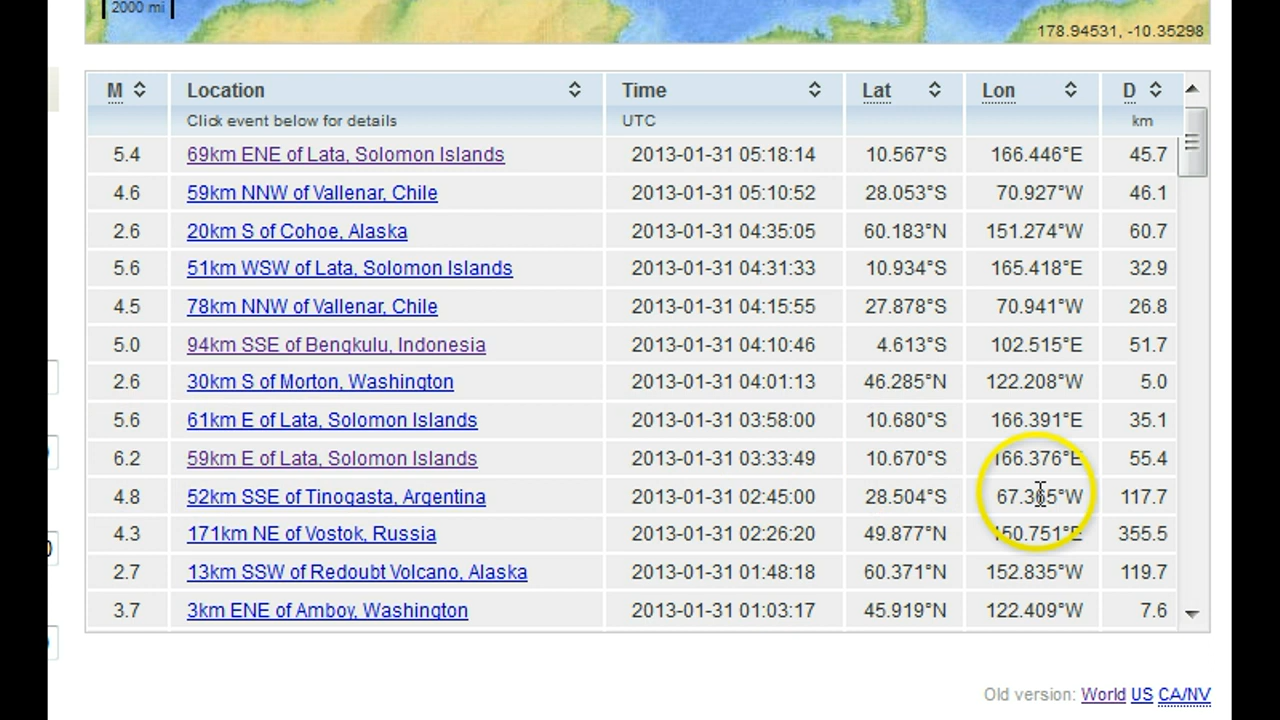 2000 mi
178.94531, -10.35298
M Location Time Lat Lon D
Click event below for details UTC km
5.4 69km ENE of Lata, Solomon Islands 2013-01-31 05:18:14 10.567°S 166.446°E 45.7
4.6 59km NNW of Vallenar, Chile 2013-01-31 05:10:52 28.053°S 70.927°W 46.1
2.6 20km S of Cohoe, Alaska 2013-01-31 04:35:05 60.183°N 151.274°W 60.7
5.6 51km WSW of Lata, Solomon Islands 2013-01-31 04:31:33 10.934°S 165.418°E 32.9
4.5 78km NNW of Vallenar, Chile 2013-01-31 04:15:55 27.878°S 70.941°W 26.8
5.0 94km SSE of Bengkulu, Indonesia 2013-01-31 04:10:46 4.613°S 102.515°E 51.7
2.6 30km S of Morton, Washington 2013-01-31 04:01:13 46.285°N 122.208°W 5.0
5.6 61km E of Lata, Solomon Islands 2013-01-31 03:58:00 10.680°S 166.391°E 35.1
6.2 59km E of Lata, Solomon Islands 2013-01-31 03:33:49 10.670°S 166.376°E 55.4
4.8 52km SSE of Tinogasta, Argentina 2013-01-31 02:45:00 28.504°S 67.365°W 117.7
4.3 171km NE of Vostok, Russia 2013-01-31 02:26:20 49.877°N 150.751°E 355.5
2.7 13km SSW of Redoubt Volcano, Alaska 2013-01-31 01:48:18 60.371°N 152.835°W 119.7
3.7 3km ENE of Amboy, Washington 2013-01-31 01:03:17 45.919°N 122.409°W 7.6
Old version: World US CA/NV